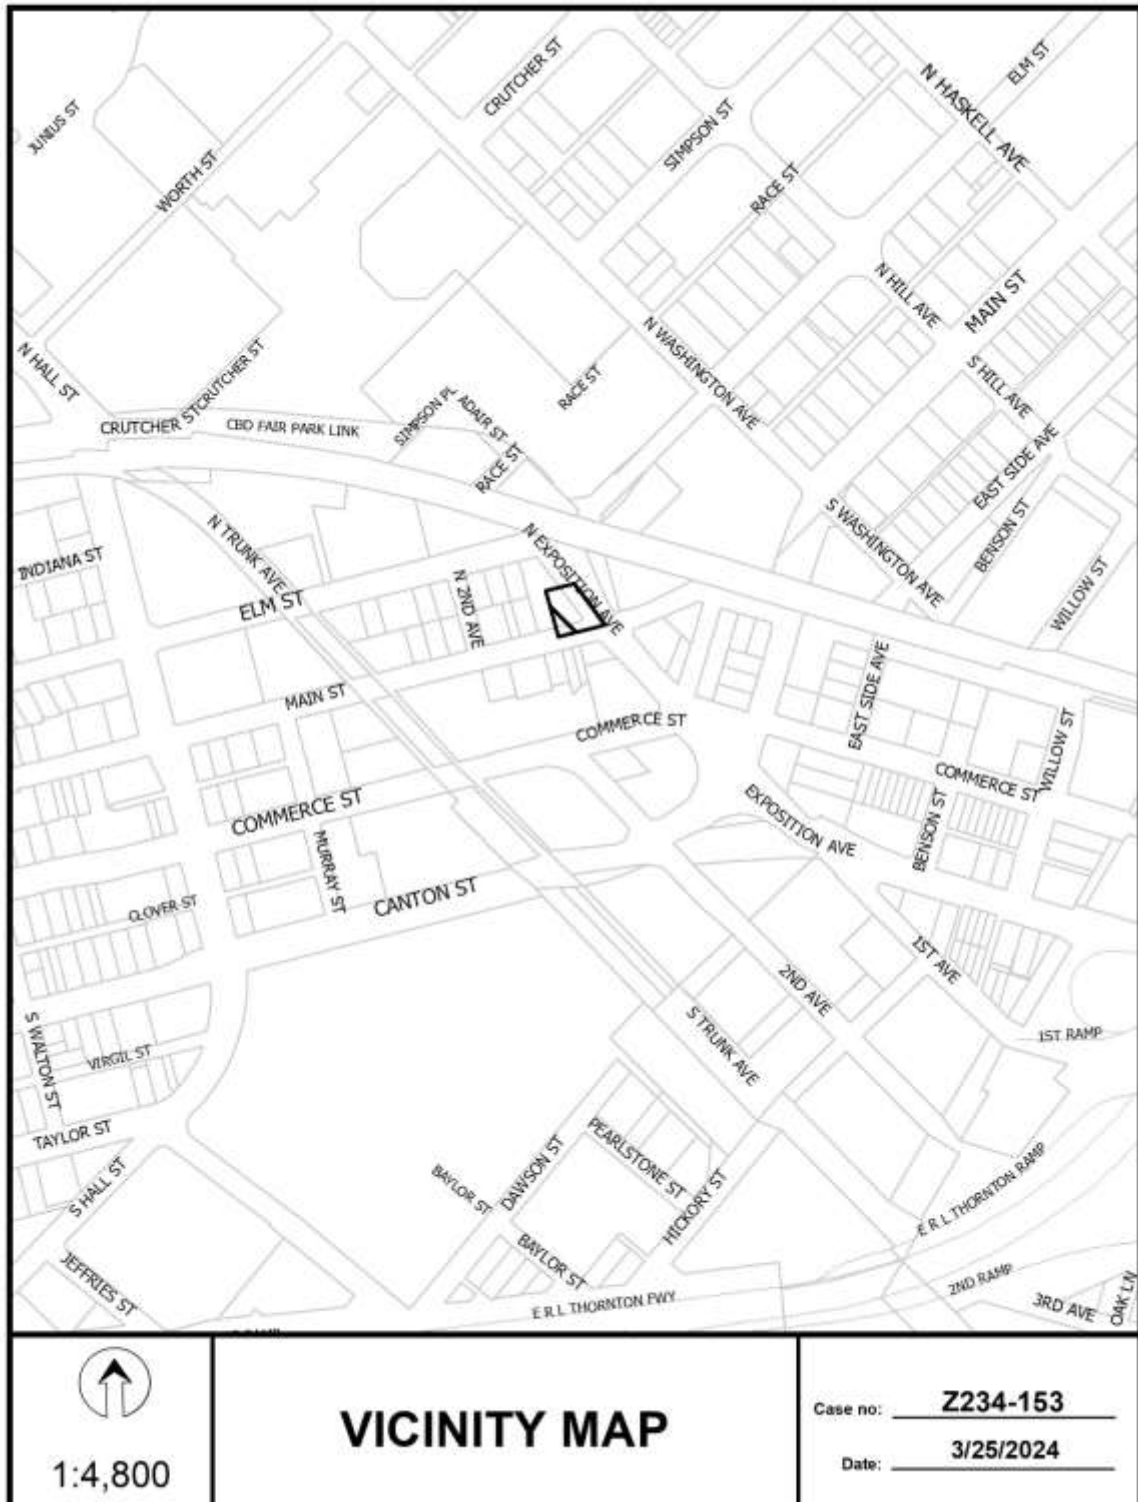 CRUTCHER ST
ELM ST
N HASKELL AVE
JUNIUS ST
SIMPSON ST
WORTH ST
RACE ST
N HILL AVE
MAIN ST
N WASHINGTON AVE
N HALL ST
CRUTCHER ST
S HILL AVE
RACE ST
SIMPSON PL
ADAIR ST
CRUTCHER ST
CBD FAIR PARK LINK
RACE ST
EAST SIDE AVE
S WASHINGTON AVE
BENSON ST
N TRUNK AVE
N EXPOSITION AVE
INDIANA ST
N 2ND AVE
WILLOW ST
ELM ST
EAST SIDE AVE
MAIN ST
COMMERCE ST
WILLOW ST
COMMERCE ST
COMMERCE ST
EXPOSITION AVE
BENSON ST
MURRAY ST
CANTON ST
CLOVER ST
1ST AVE
2ND AVE
S TRUNK AVE
1ST RAMP
S WALTON ST
VIRGIL ST
TAYLOR ST
PEARLSTONE ST
DAWSON ST
BAYLOR ST
S HALL ST
HICKORY ST
E R L THORNTON RAMP
BAYLOR ST
JEFFRIES ST
2ND RAMP
E R L THORNTON FWY
3RD AVE
OAK LN
1:4,800
VICINITY MAP
Case no: Z234-153
Date: 3/25/2024